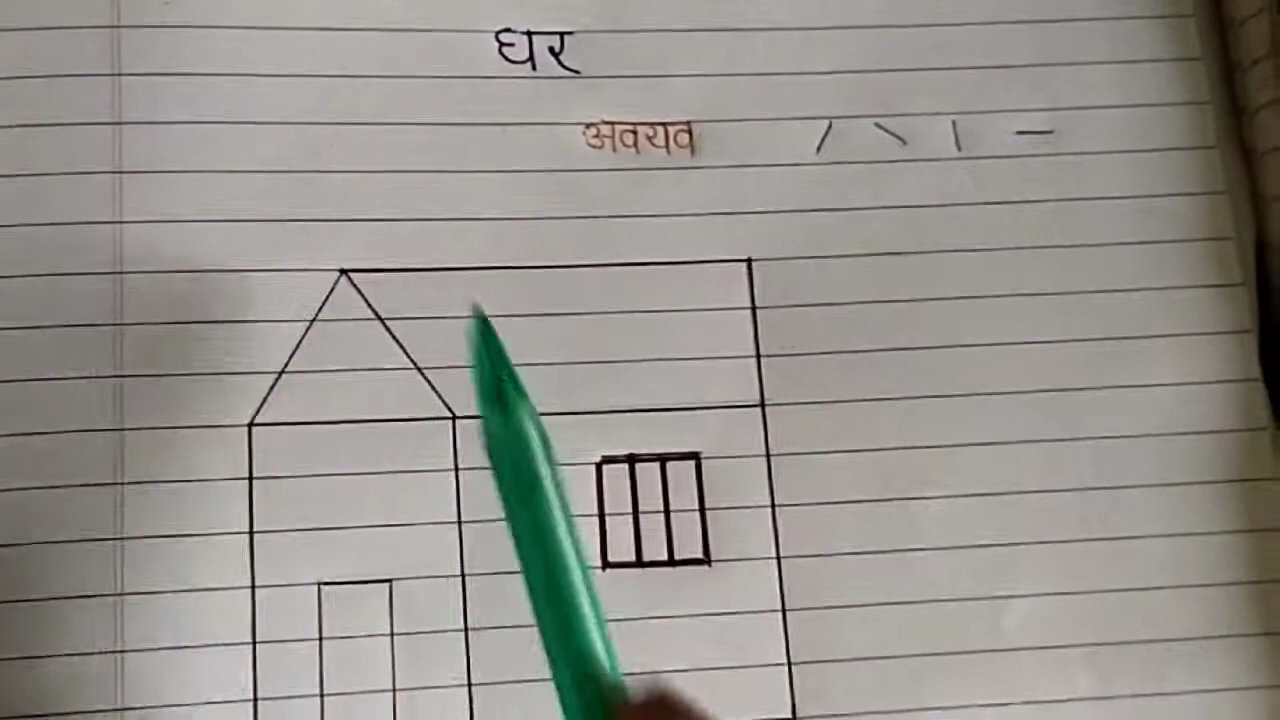 घर
अवयव / \ | —